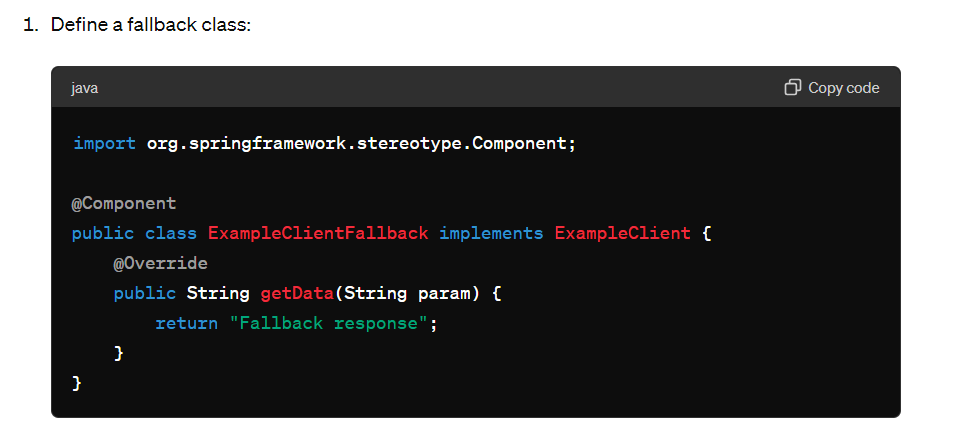 1. Define a fallback class:
java
Copy code
import org.springframework.stereotype.Component;
@Component
public class ExampleClientFallback implements ExampleClient {
    @Override
    public String getData(String param) {
        return "Fallback response";
    }
}